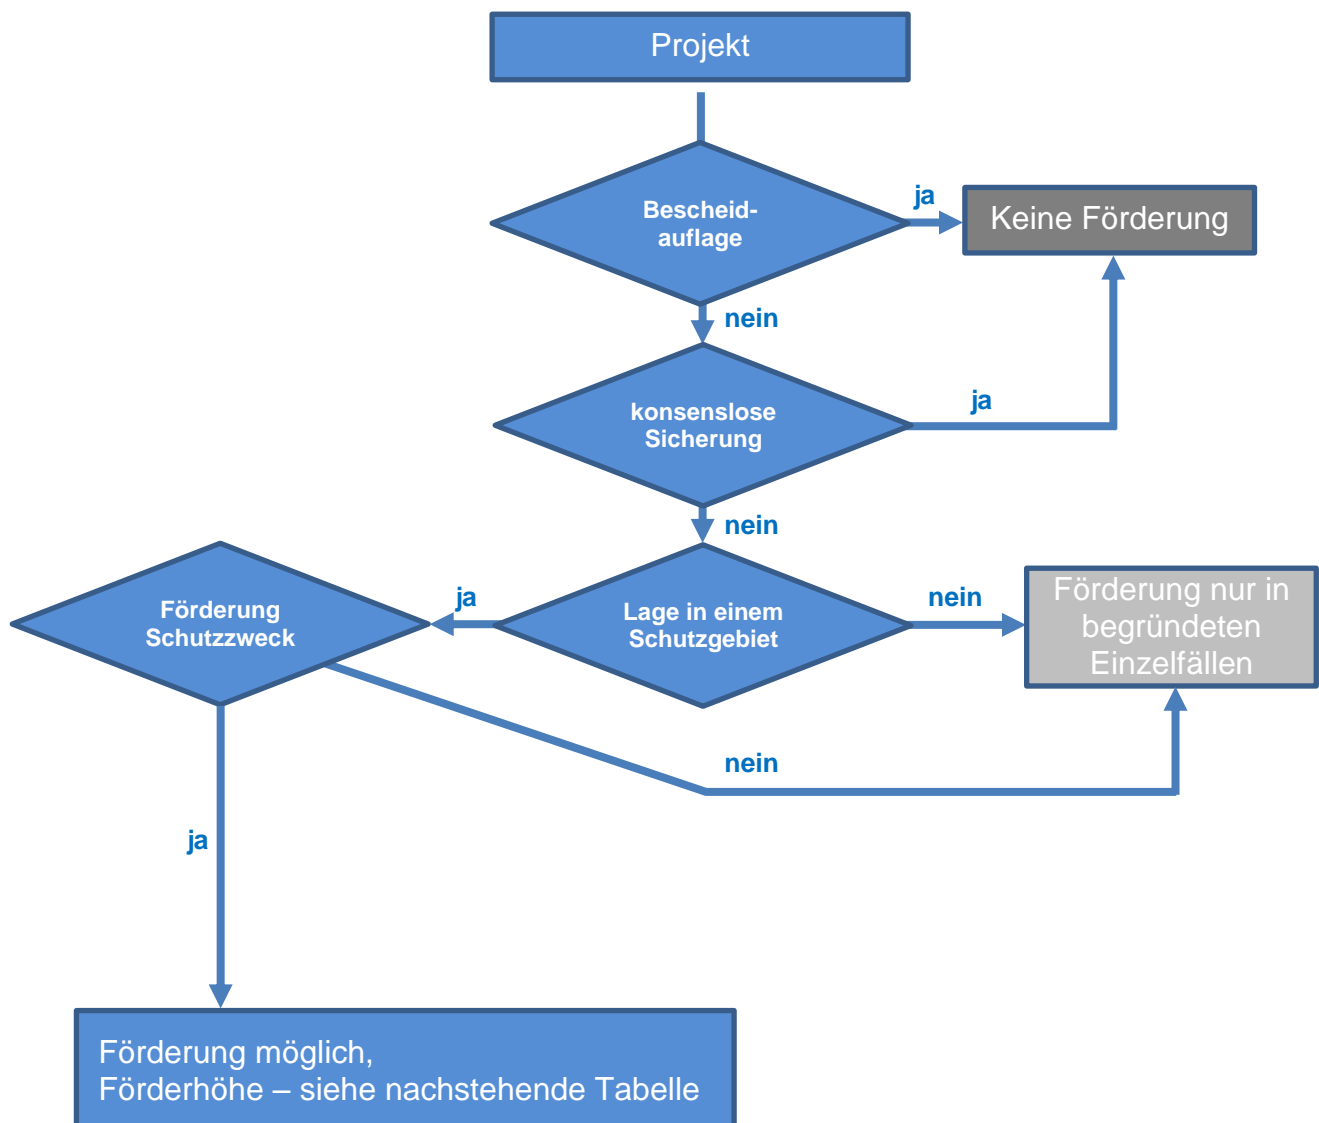 Projekt
Bescheid-
auflage
ja
Keine Förderung
nein
konsenslose
Sicherung
ja
nein
Förderung
Schutzzweck
ja
Lage in einem
Schutzgebiet
nein
Förderung nur in
begründeten
Einzelfällen
nein
ja
Förderung möglich,
Förderhöhe – siehe nachstehende Tabelle